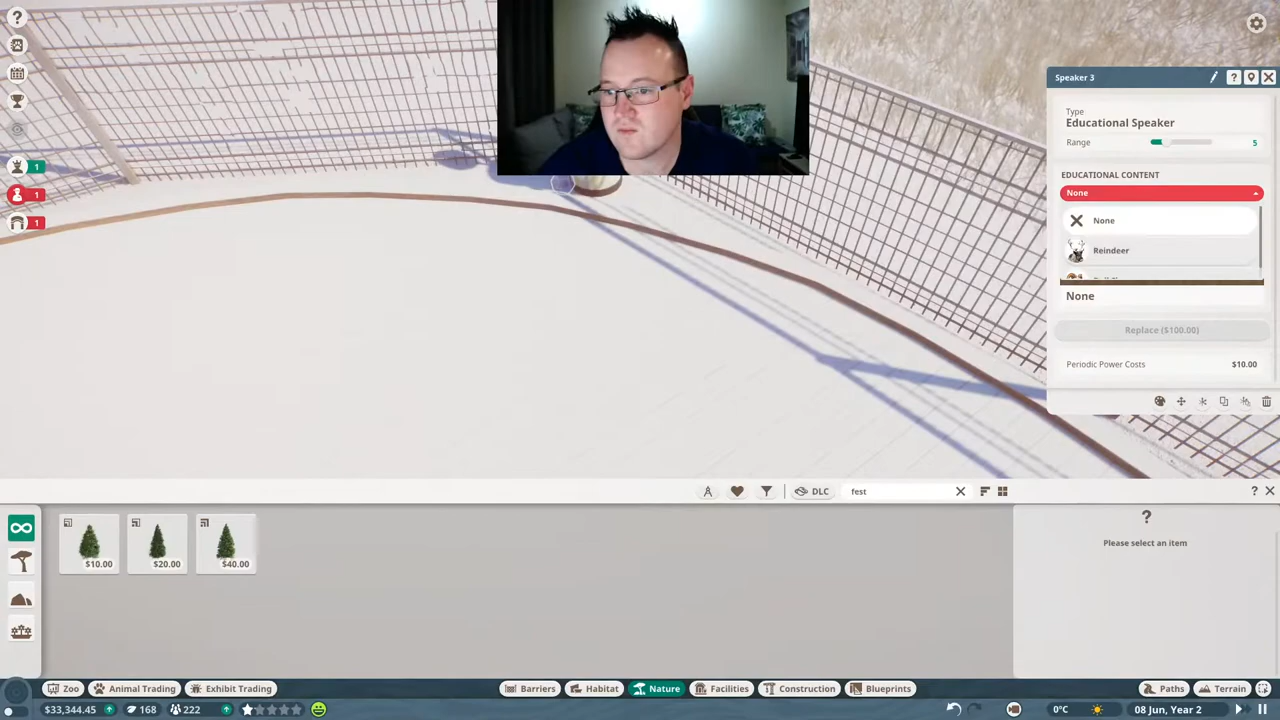 ?
Speaker 3
?
Type
Educational Speaker
Range
5
EDUCATIONAL CONTENT
None
None
Reindeer
None
Replace ($100.00)
Periodic Power Costs
$10.00
1
1
1
DLC
fest
?
$10.00
$20.00
$40.00
?
Please select an item
Zoo
Animal Trading
Exhibit Trading
Barriers
Habitat
Nature
Facilities
Construction
Blueprints
Paths
Terrain
$33,344.45
168
222
0°C
08 Jun, Year 2